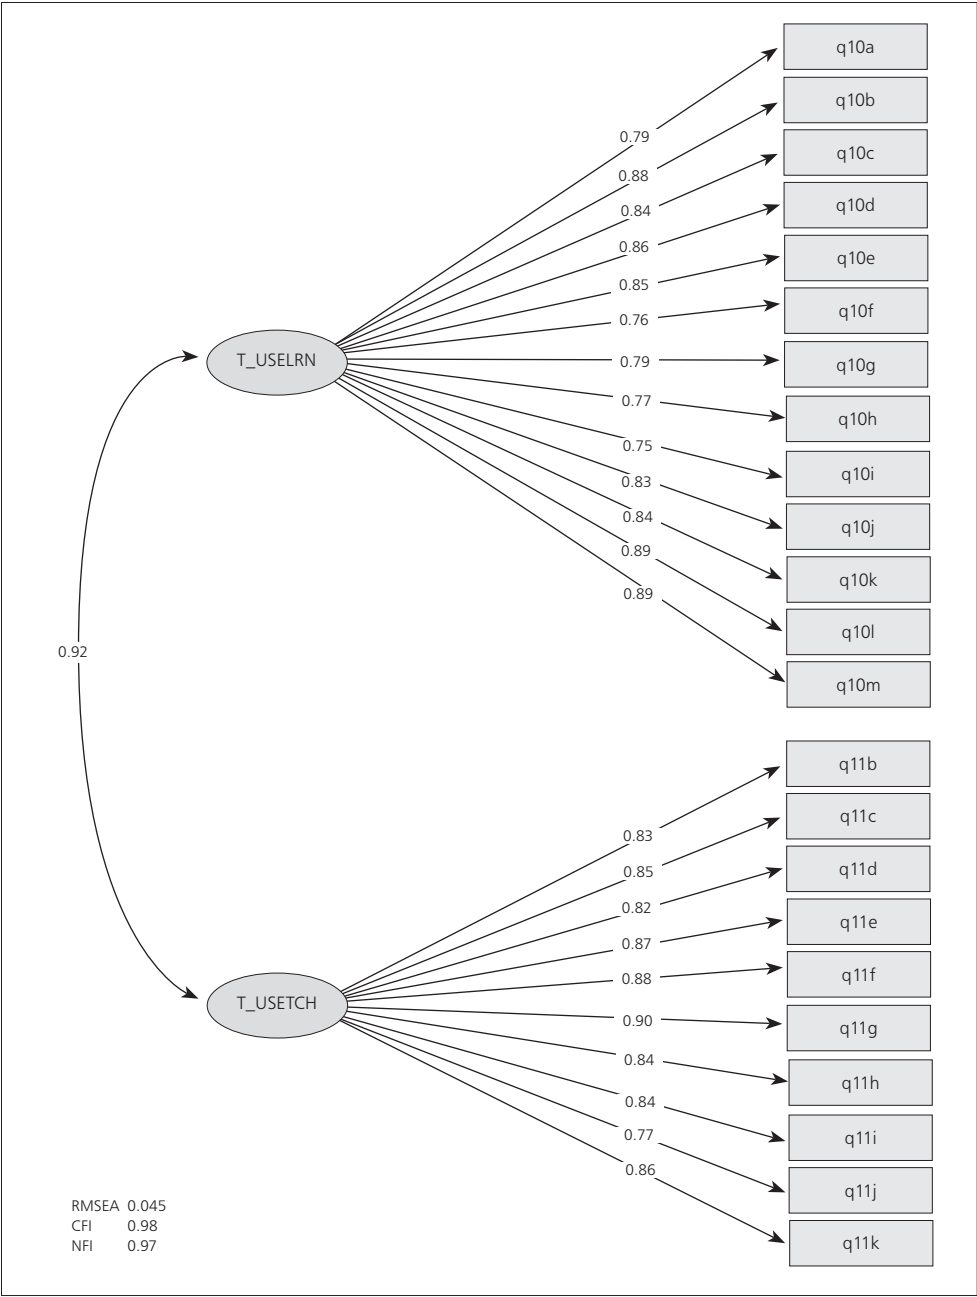 q10a
q10b
0.79
q10c
0.88
q10d
0.84
0.86
q10e
0.85
q10f
0.76
T_USELRN
0.79
q10g
0.77
q10h
0.75
q10i
0.83
0.84
q10j
0.89
q10k
0.89
q10l
0.92
q10m
q11b
q11c
0.83
0.85
q11d
0.82
q11e
0.87
0.88
q11f
T_USETCH
0.90
q11g
0.84
q11h
0.84
0.77
q11i
0.86
q11j
q11k
RMSEA 0.045
CFI 0.98
NFI 0.97